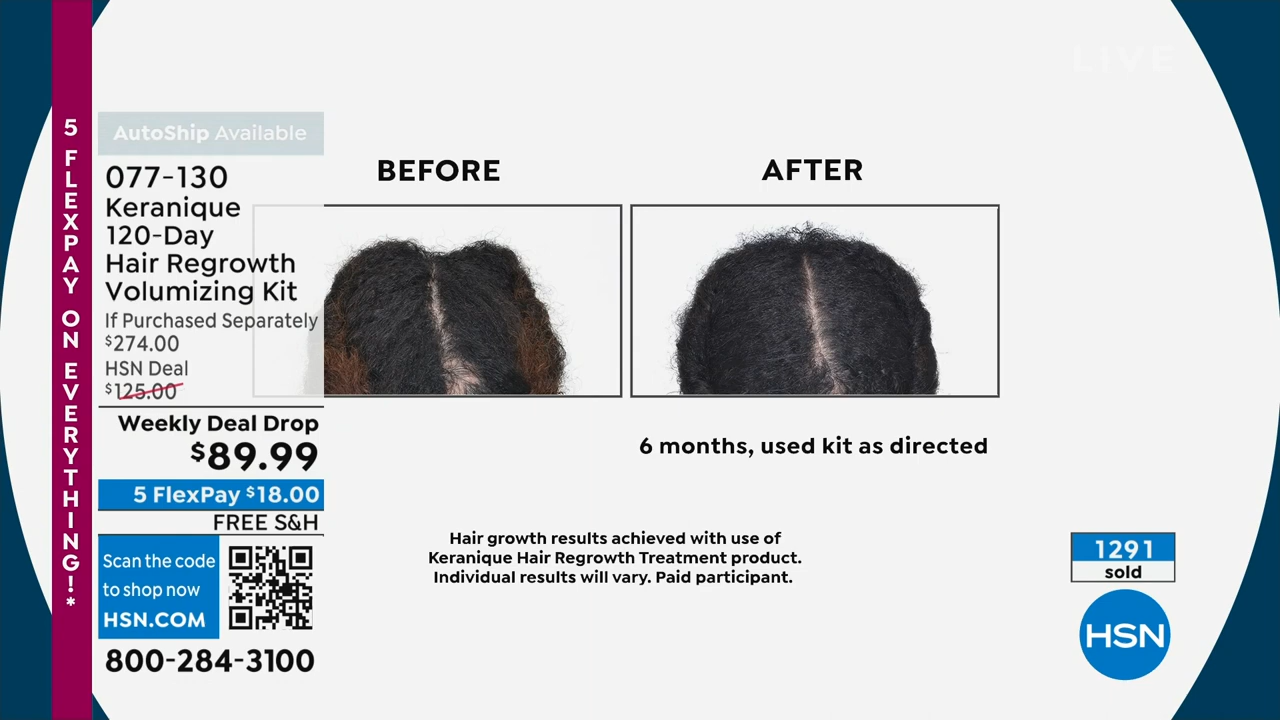 LIVE
5 FLEXPAY ON EVERYTHING!*
AutoShip Available
077-130
Keranique
120-Day
Hair Regrowth
Volumizing Kit
If Purchased Separately
$274.00
HSN Deal
$125.00
Weekly Deal Drop
$89.99
5 FlexPay $18.00
FREE S&H
Scan the code
to shop now
HSN.COM
800-284-3100
BEFORE
AFTER
6 months, used kit as directed
Hair growth results achieved with use of
Keranique Hair Regrowth Treatment product.
Individual results will vary. Paid participant.
1291
sold
HSN